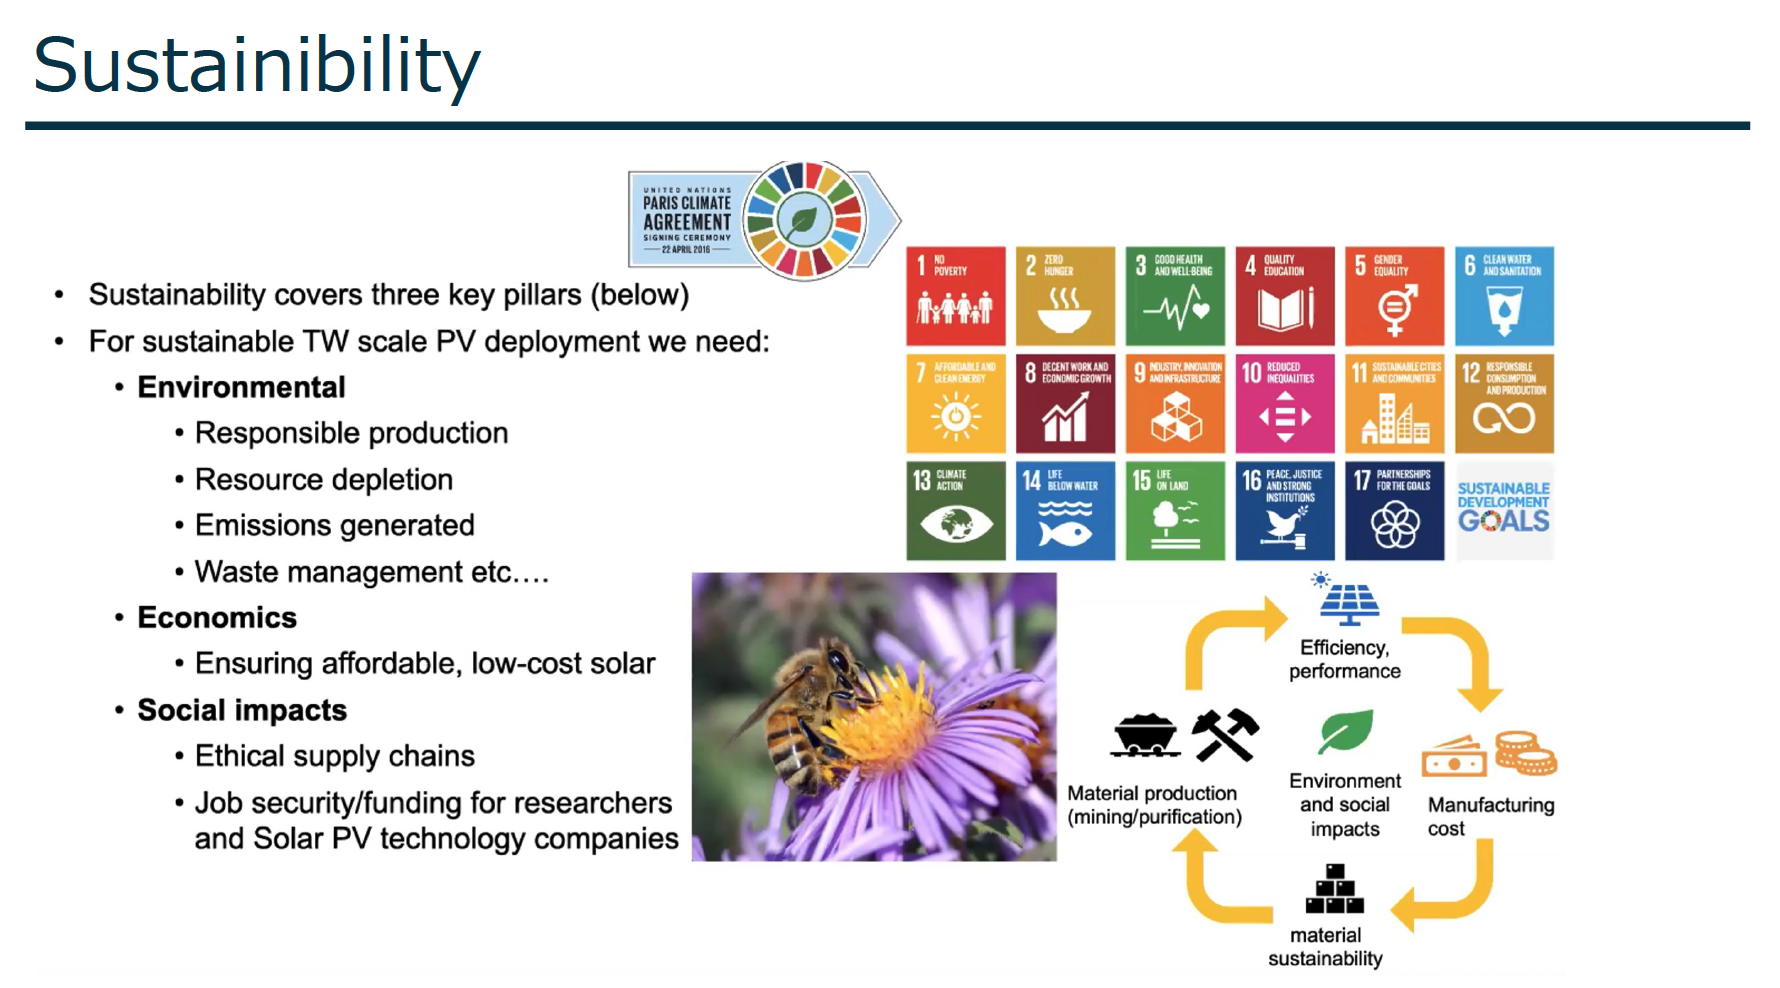 Sustainibility
UNITED NATIONS
PARIS CLIMATE
AGREEMENT
SIGNING CEREMONY
22 APRIL 2016
• Sustainability covers three key pillars (below)
• For sustainable TW scale PV deployment we need:
• Environmental
• Responsible production
• Resource depletion
• Emissions generated
• Waste management etc….
• Economics
• Ensuring affordable, low-cost solar
• Social impacts
• Ethical supply chains
• Job security/funding for researchers
and Solar PV technology companies
1 NO
POVERTY
2 ZERO
HUNGER
3 GOOD HEALTH
AND WELL-BEING
4 QUALITY
EDUCATION
5 GENDER
EQUALITY
6 CLEAN WATER
AND SANITATION
7 AFFORDABLE AND
CLEAN ENERGY
8 DECENT WORK AND
ECONOMIC GROWTH
9 INDUSTRY, INNOVATION
AND INFRASTRUCTURE
10 REDUCED
INEQUALITIES
11 SUSTAINABLE CITIES
AND COMMUNITIES
12 RESPONSIBLE
CONSUMPTION
AND PRODUCTION
13 CLIMATE
ACTION
14 LIFE
BELOW WATER
15 LIFE
ON LAND
16 PEACE, JUSTICE
AND STRONG
INSTITUTIONS
17 PARTNERSHIPS
FOR THE GOALS
SUSTAINABLE
DEVELOPMENT
GOALS
Efficiency,
performance
Material production
(mining/purification)
Environment
and social
impacts
Manufacturing
cost
material
sustainability